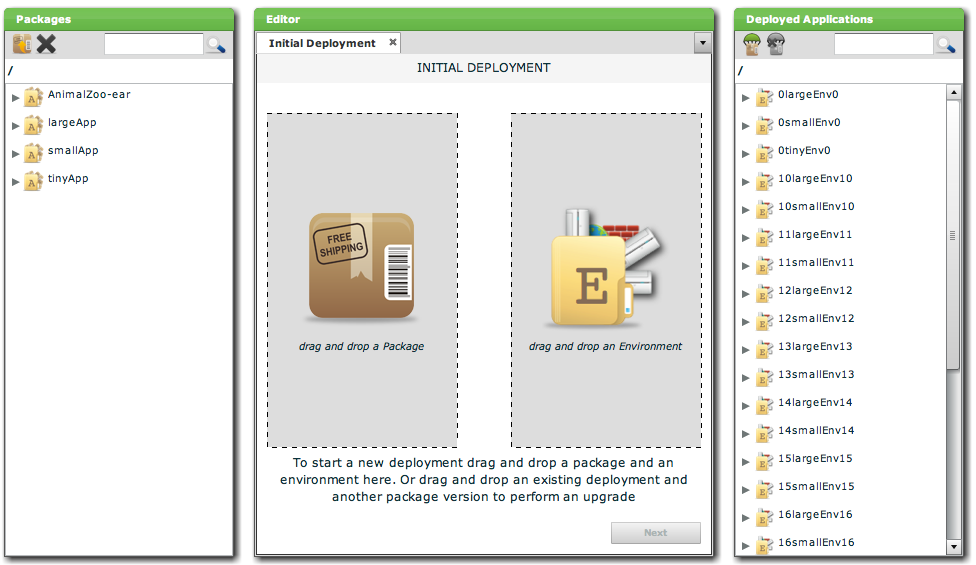 Packages
/
AnimalZoo-ear
largeApp
smallApp
tinyApp
Editor
Initial Deployment
INITIAL DEPLOYMENT
FREE
SHIPPING
drag and drop a Package
E
drag and drop an Environment
To start a new deployment drag and drop a package and an
environment here. Or drag and drop an existing deployment and
another package version to perform an upgrade
Next
Deployed Applications
/
0largeEnv0
0smallEnv0
0tinyEnv0
10largeEnv10
10smallEnv10
11largeEnv11
11smallEnv11
12largeEnv12
12smallEnv12
13largeEnv13
13smallEnv13
14largeEnv14
14smallEnv14
15largeEnv15
15smallEnv15
16largeEnv16
16smallEnv16